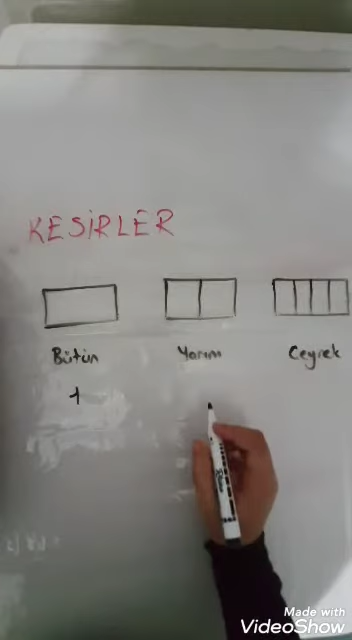 KESİRLER
Bütün Yarım Çeyrek
1
Made with
VideoShow